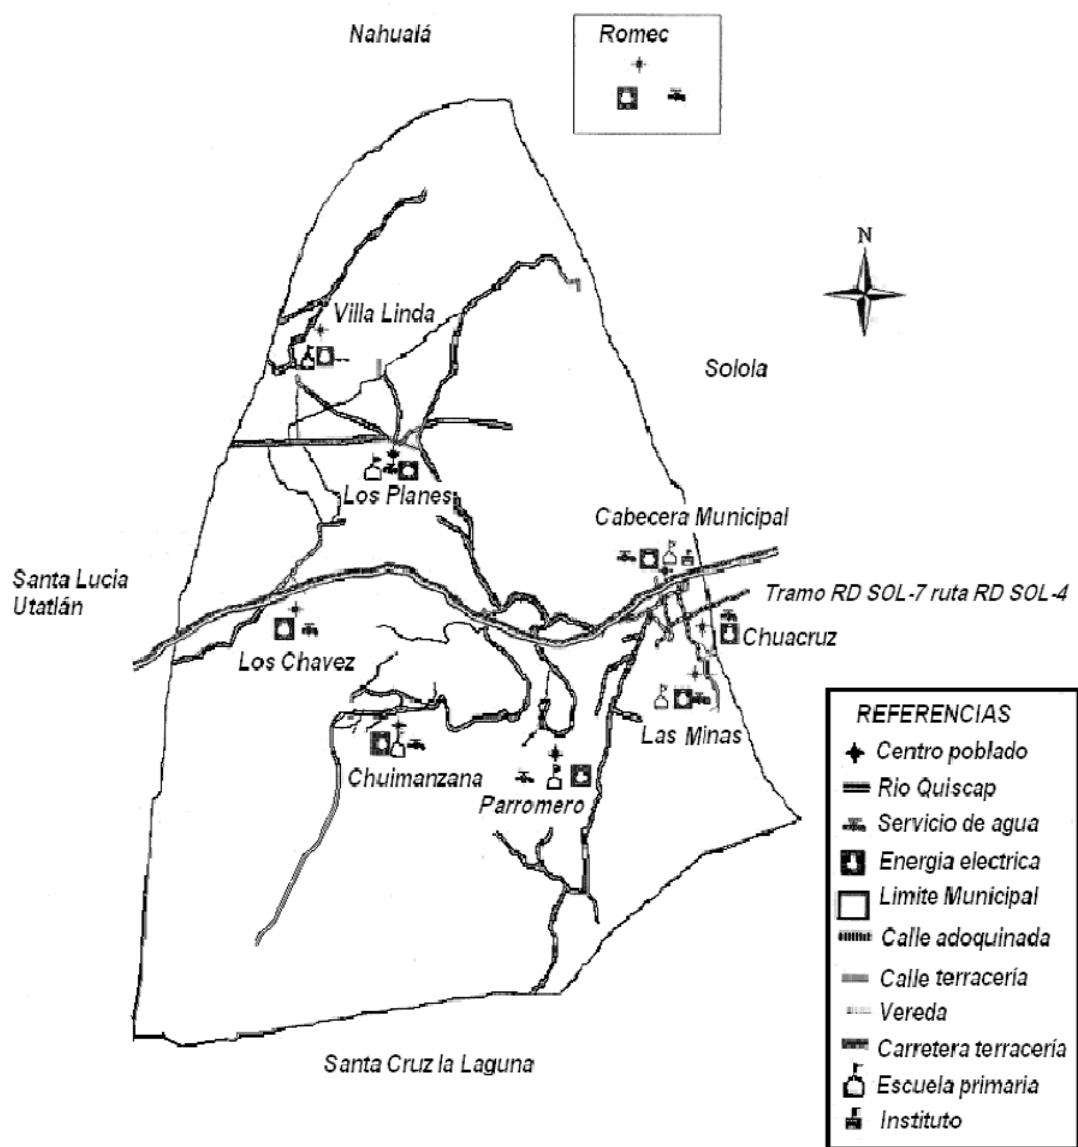 Nahualá
Romec
N
Villa Linda
Solola
Los Planes
Cabecera Municipal
Santa Lucia
Utatlán
Tramo RD SOL-7 ruta RD SOL-4
Chuacruz
Los Chavez
Las Minas
Chuimanzana
Parromero
Santa Cruz la Laguna
REFERENCIAS
Centro poblado
Rio Quiscap
Servicio de agua
Energia electrica
Limite Municipal
Calle adoquinada
Calle terracería
Vereda
Carretera terracería
Escuela primaria
Instituto